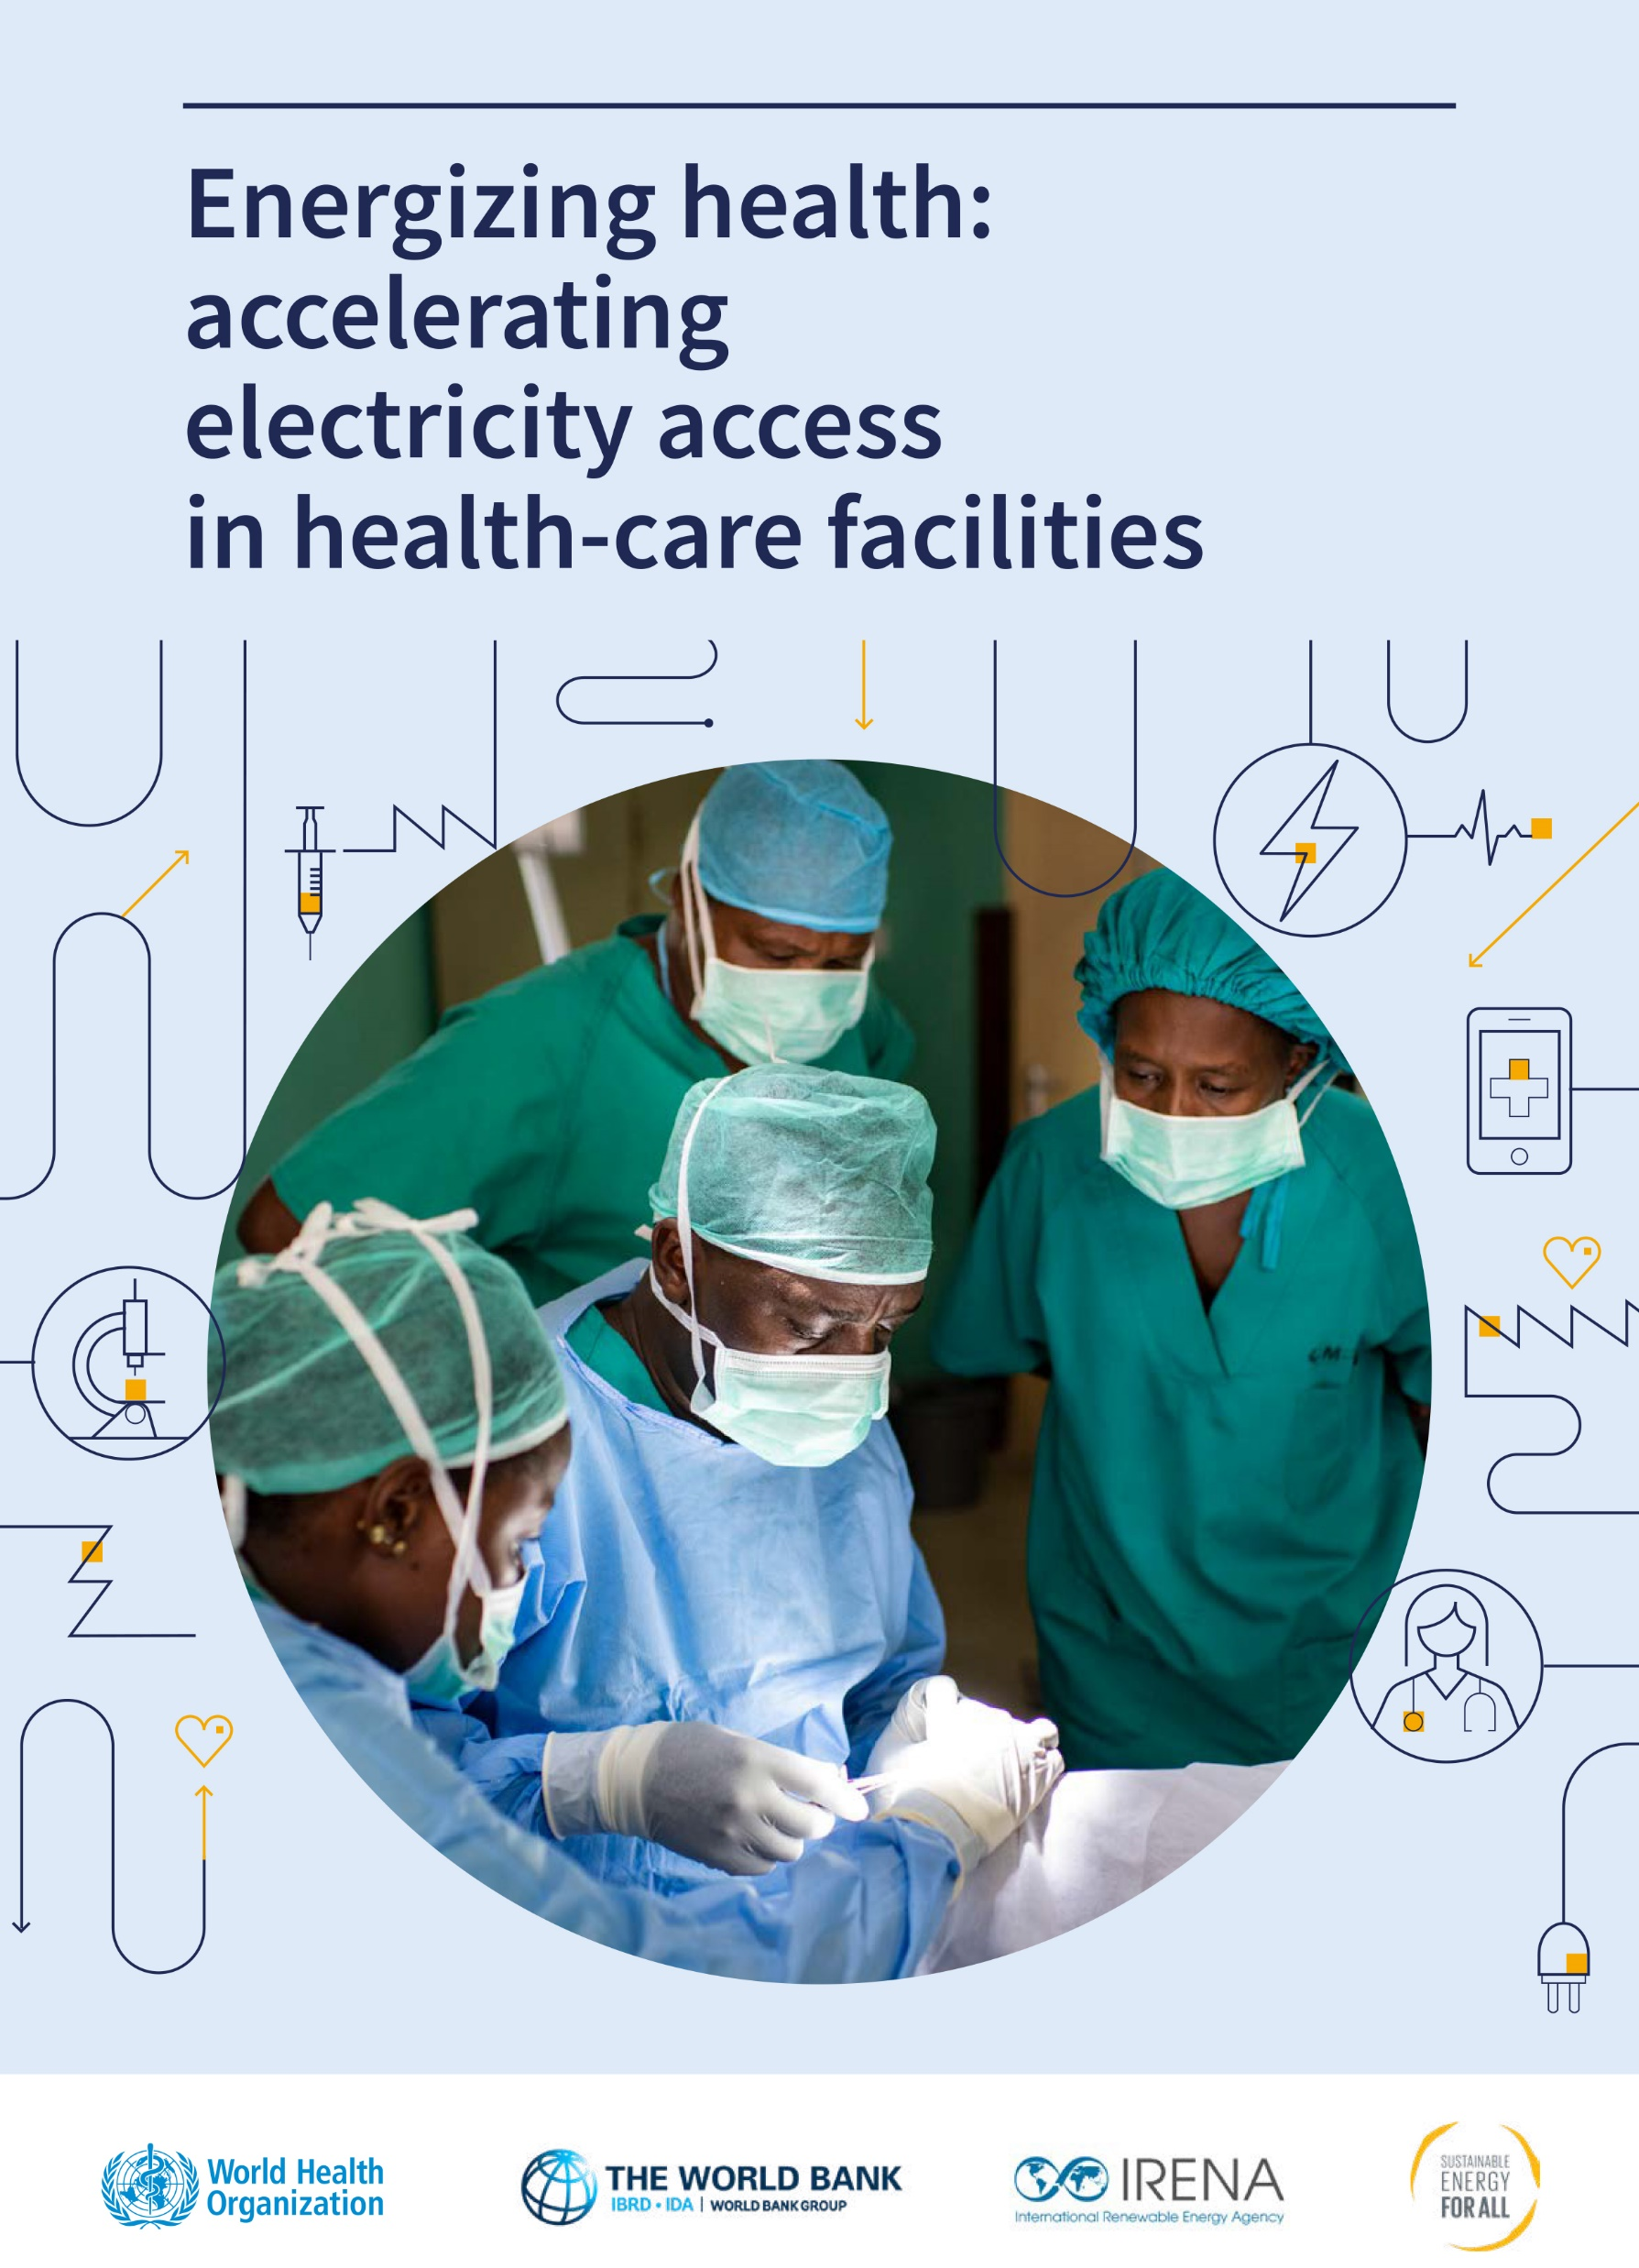 Energizing health:
accelerating
electricity access
in health-care facilities
World Health
Organization
THE WORLD BANK
IBRD • IDA | WORLD BANK GROUP
IRENA
International Renewable Energy Agency
SUSTAINABLE
ENERGY
FOR ALL